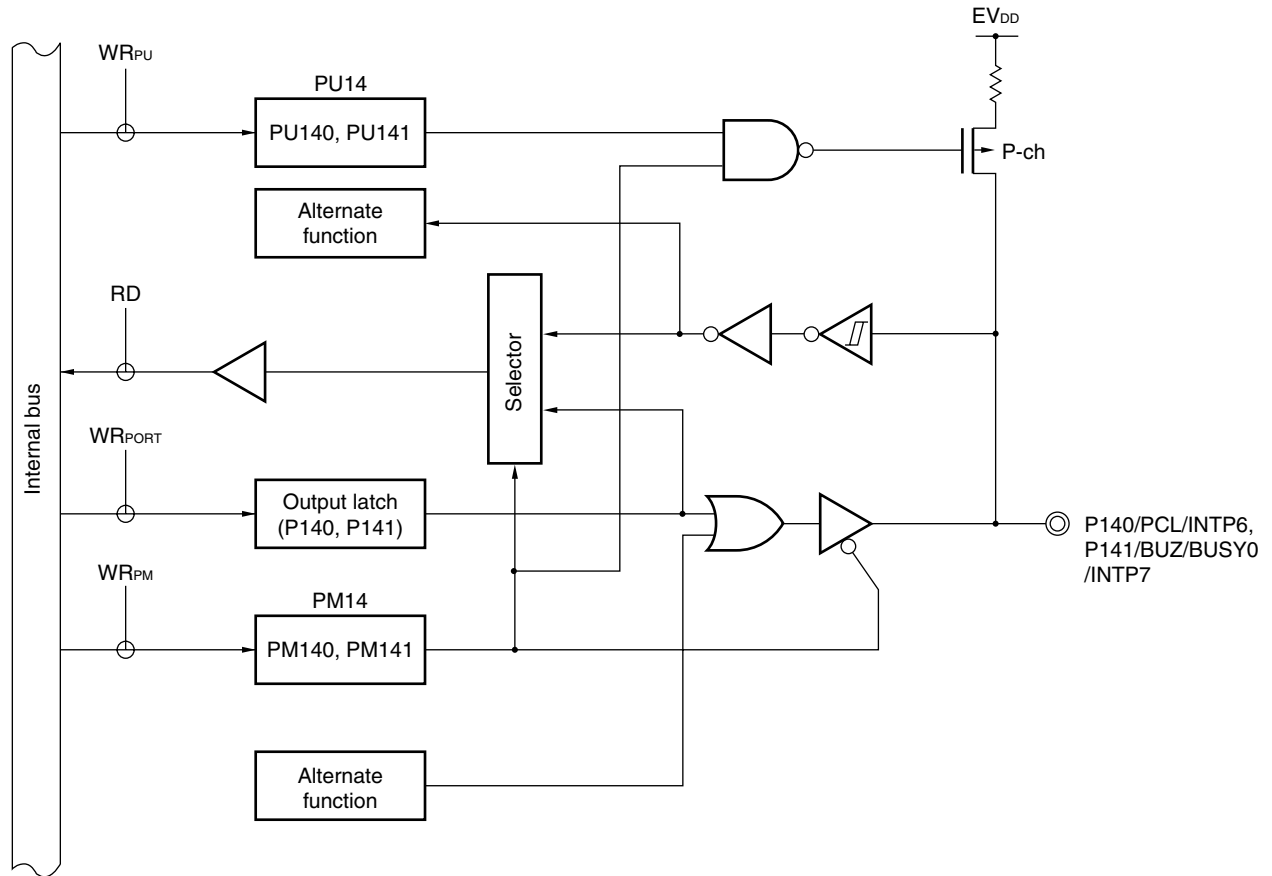 EVDD
WRPU
PU14
PU140, PU141
P-ch
Alternate
function
RD
Selector
Internal bus
WRPORT
Output latch
(P140, P141)
P140/PCL/INTP6,
P141/BUZ/BUSY0
/INTP7
WRPM
PM14
PM140, PM141
Alternate
function